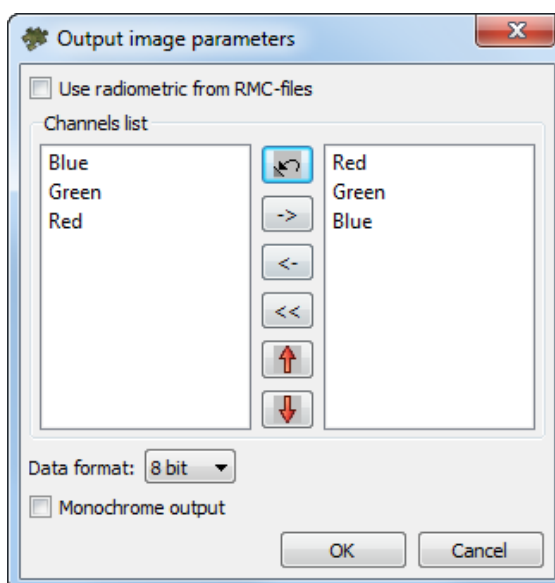 Output image parameters
Use radiometric from RMC-files
Channels list
Blue
Green
Red
->
<-
<<
Red
Green
Blue
Data format: 8 bit
Monochrome output
OK Cancel